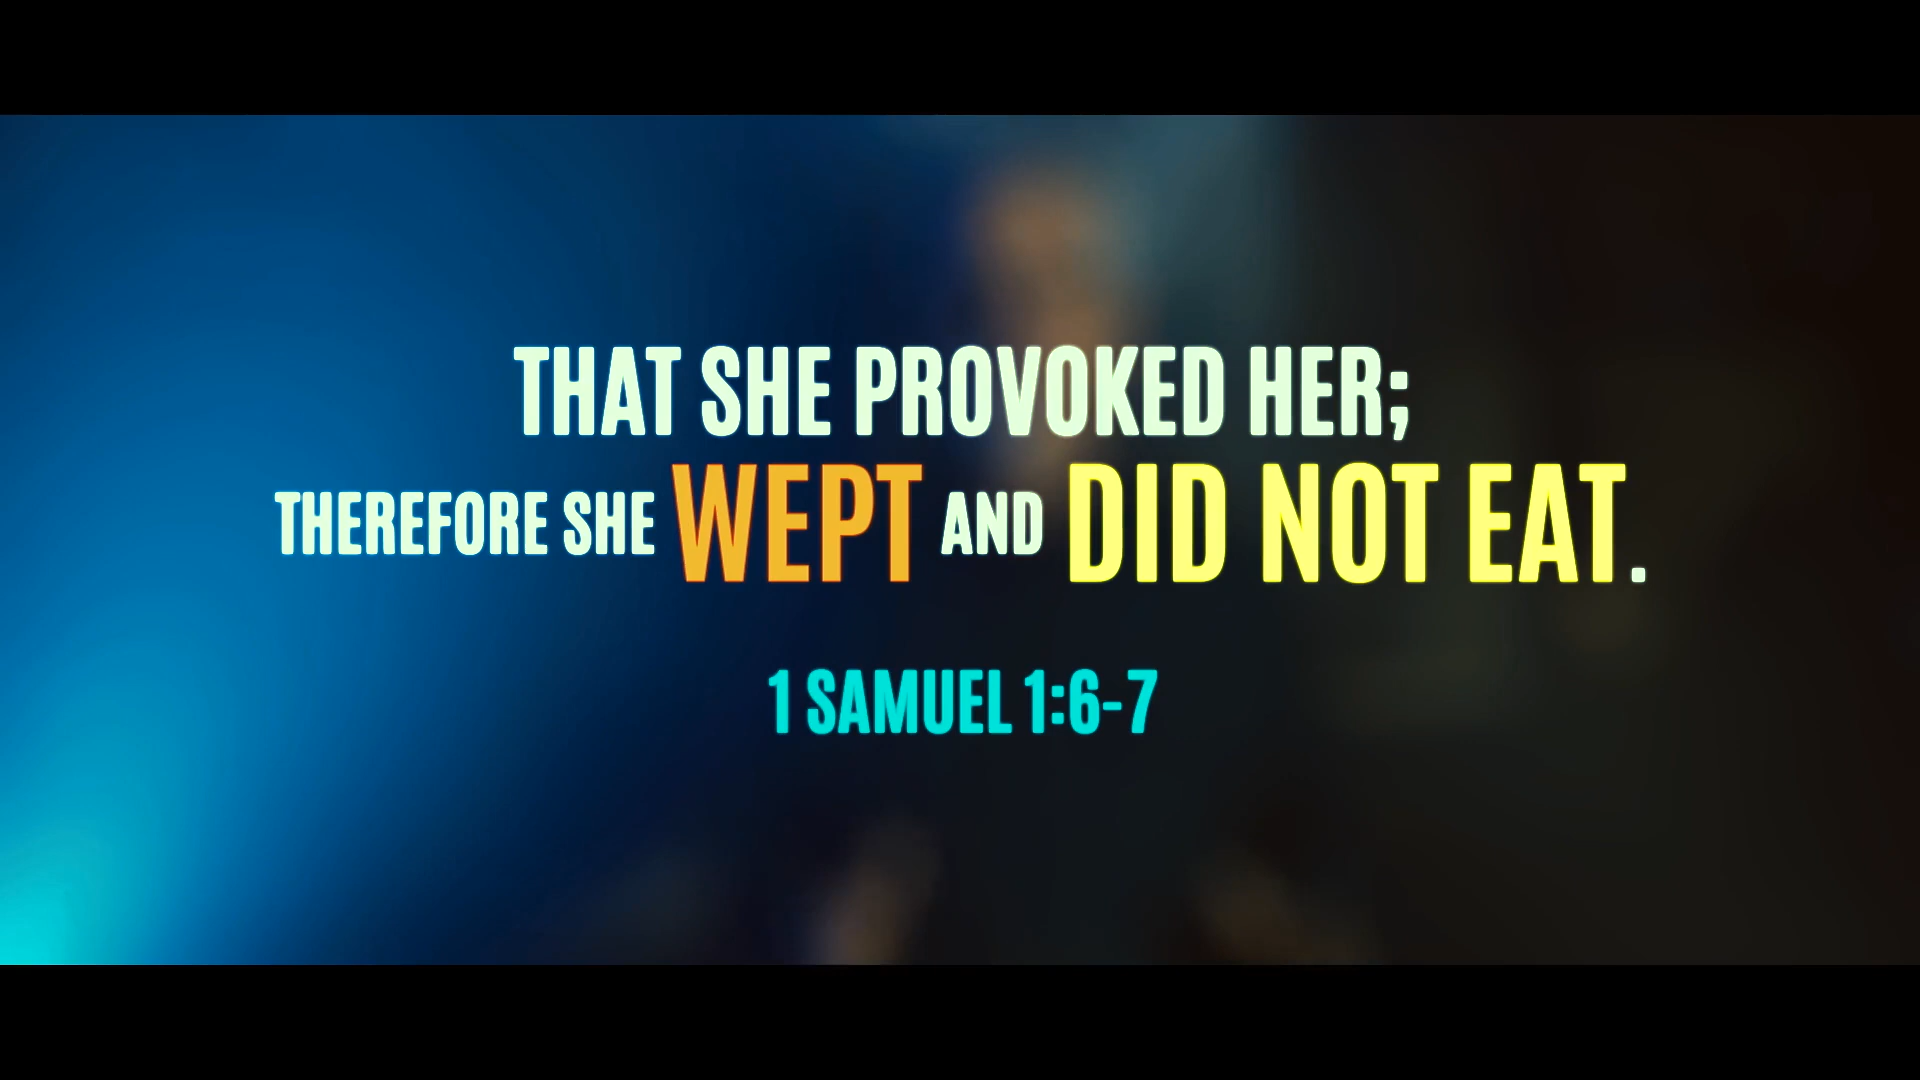 THAT SHE PROVOKED HER;
THEREFORE SHE WEPT AND DID NOT EAT.
1 SAMUEL 1:6-7